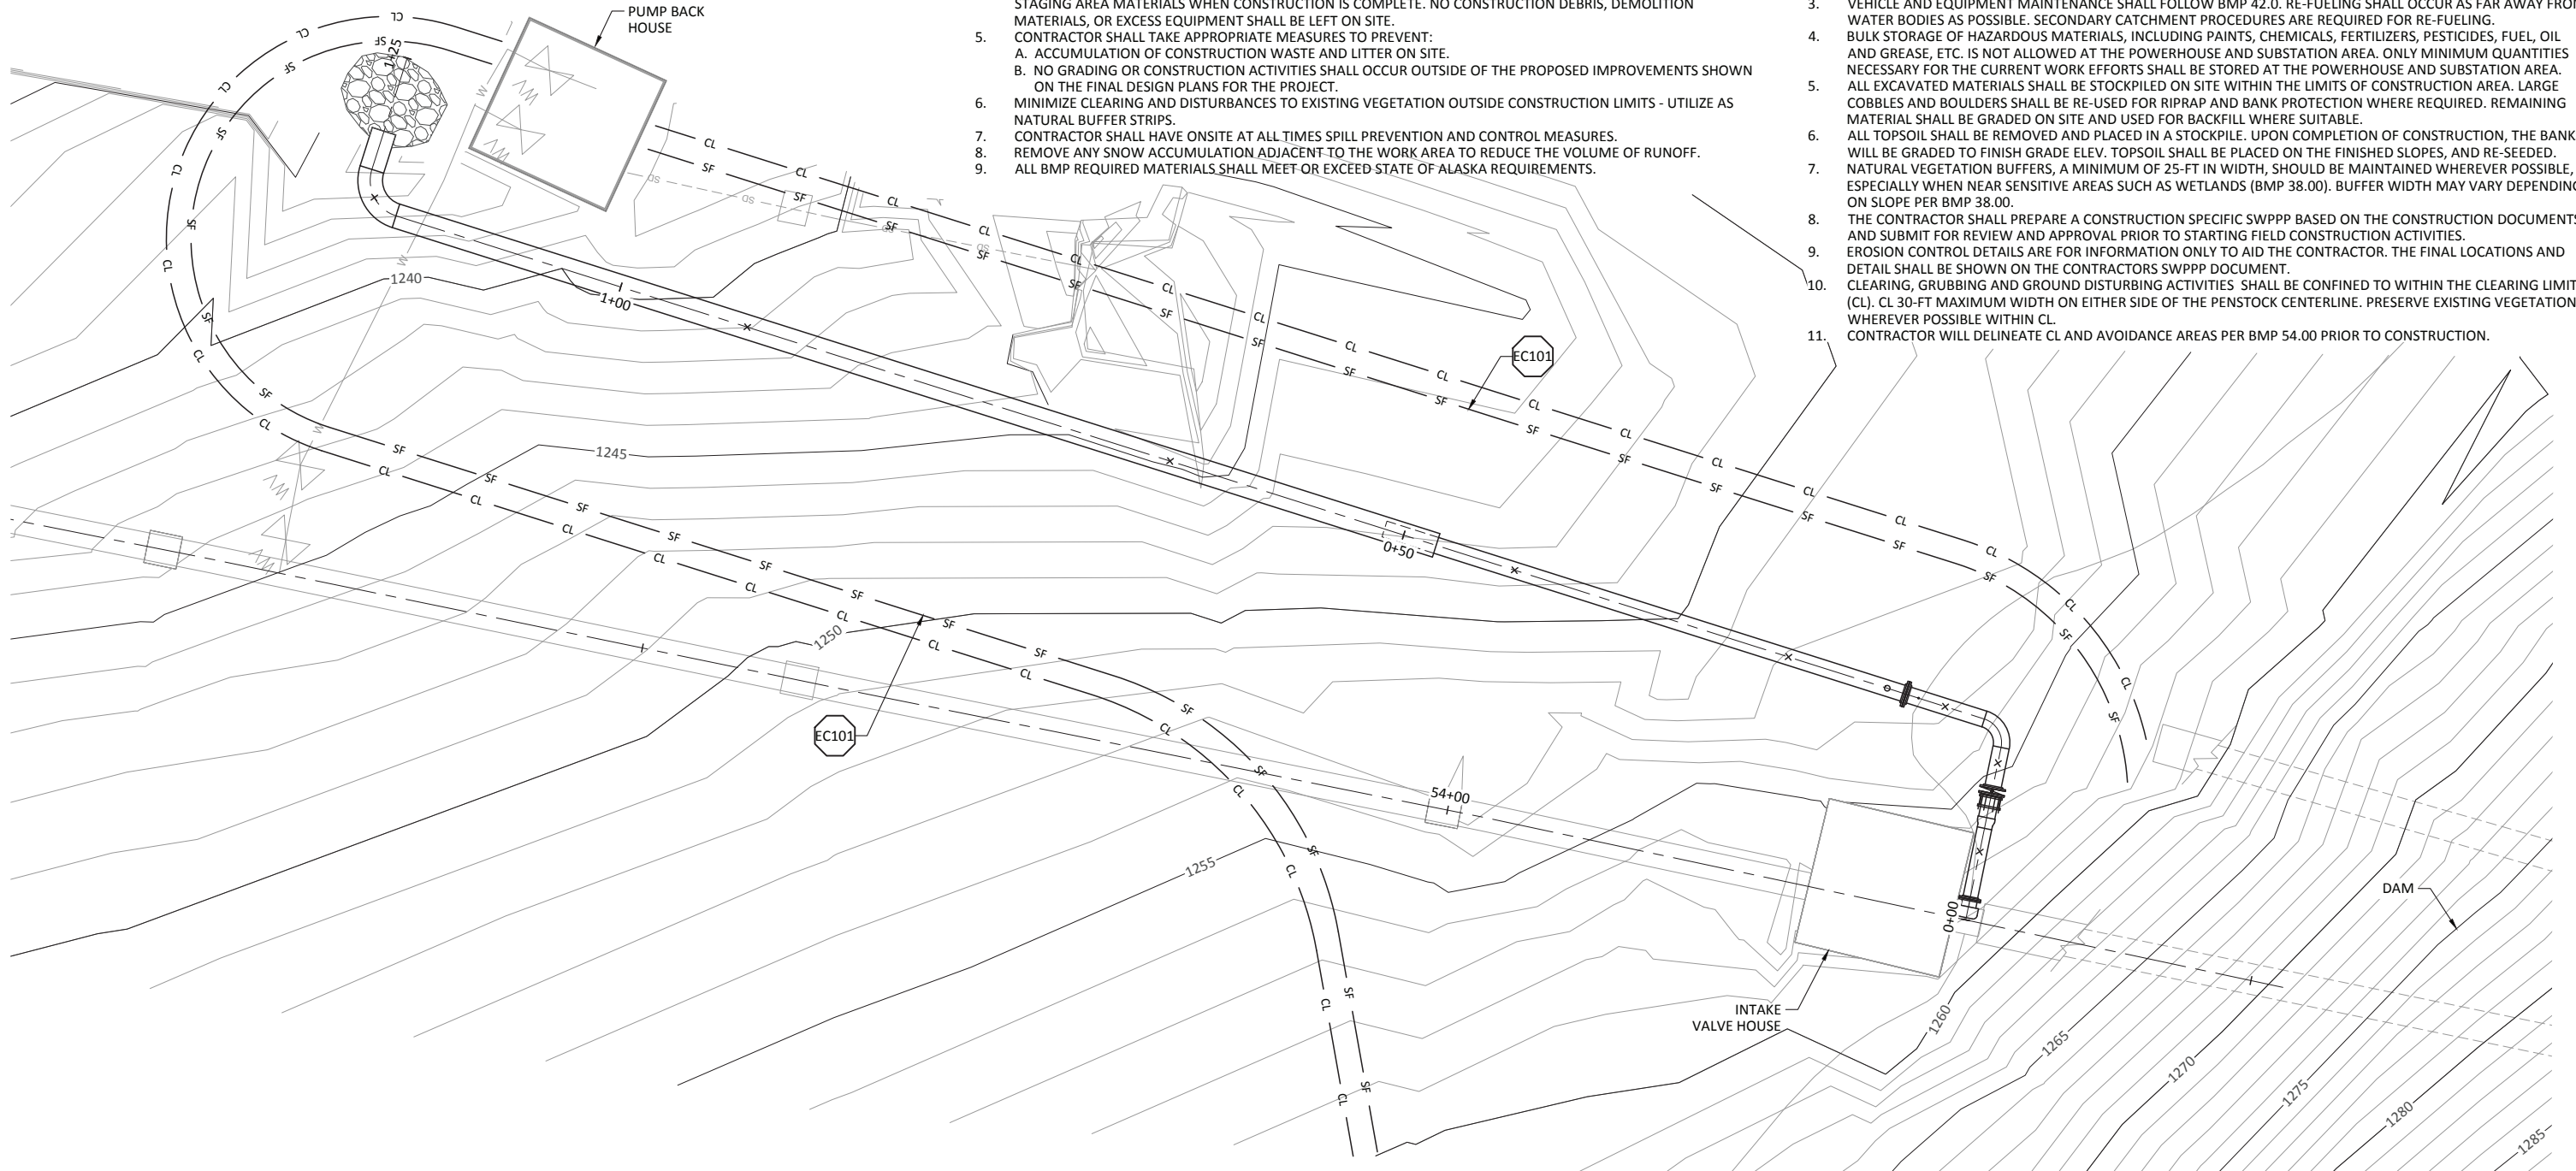 STAGING AREA MATERIALS WHEN CONSTRUCTION IS COMPLETE. NO CONSTRUCTION DEBRIS, DEMOLITION
MATERIALS, OR EXCESS EQUIPMENT SHALL BE LEFT ON SITE.
5. CONTRACTOR SHALL TAKE APPROPRIATE MEASURES TO PREVENT:
A. ACCUMULATION OF CONSTRUCTION WASTE AND LITTER ON SITE.
B. NO GRADING OR CONSTRUCTION ACTIVITIES SHALL OCCUR OUTSIDE OF THE PROPOSED IMPROVEMENTS SHOWN
ON THE FINAL DESIGN PLANS FOR THE PROJECT.
6. MINIMIZE CLEARING AND DISTURBANCES TO EXISTING VEGETATION OUTSIDE CONSTRUCTION LIMITS - UTILIZE AS
NATURAL BUFFER STRIPS.
7. CONTRACTOR SHALL HAVE ONSITE AT ALL TIMES SPILL PREVENTION AND CONTROL MEASURES.
8. REMOVE ANY SNOW ACCUMULATION ADJACENT TO THE WORK AREA TO REDUCE THE VOLUME OF RUNOFF.
9. ALL BMP REQUIRED MATERIALS SHALL MEET OR EXCEED STATE OF ALASKA REQUIREMENTS.
3. VEHICLE AND EQUIPMENT MAINTENANCE SHALL FOLLOW BMP 42.0. RE-FUELING SHALL OCCUR AS FAR AWAY FROM
WATER BODIES AS POSSIBLE. SECONDARY CATCHMENT PROCEDURES ARE REQUIRED FOR RE-FUELING.
4. BULK STORAGE OF HAZARDOUS MATERIALS, INCLUDING PAINTS, CHEMICALS, FERTILIZERS, PESTICIDES, FUEL, OIL
AND GREASE, ETC. IS NOT ALLOWED AT THE POWERHOUSE AND SUBSTATION AREA. ONLY MINIMUM QUANTITIES
NECESSARY FOR THE CURRENT WORK EFFORTS SHALL BE STORED AT THE POWERHOUSE AND SUBSTATION AREA.
5. ALL EXCAVATED MATERIALS SHALL BE STOCKPILED ON SITE WITHIN THE LIMITS OF CONSTRUCTION AREA. LARGE
COBBLES AND BOULDERS SHALL BE RE-USED FOR RIPRAP AND BANK PROTECTION WHERE REQUIRED. REMAINING
MATERIAL SHALL BE GRADED ON SITE AND USED FOR BACKFILL WHERE SUITABLE.
6. ALL TOPSOIL SHALL BE REMOVED AND PLACED IN A STOCKPILE. UPON COMPLETION OF CONSTRUCTION, THE BANK
WILL BE GRADED TO FINISH GRADE ELEV. TOPSOIL SHALL BE PLACED ON THE FINISHED SLOPES, AND RE-SEEDED.
7. NATURAL VEGETATION BUFFERS, A MINIMUM OF 25-FT IN WIDTH, SHOULD BE MAINTAINED WHEREVER POSSIBLE,
ESPECIALLY WHEN NEAR SENSITIVE AREAS SUCH AS WETLANDS (BMP 38.00). BUFFER WIDTH MAY VARY DEPENDING
ON SLOPE PER BMP 38.00.
8. THE CONTRACTOR SHALL PREPARE A CONSTRUCTION SPECIFIC SWPPP BASED ON THE CONSTRUCTION DOCUMENTS
AND SUBMIT FOR REVIEW AND APPROVAL PRIOR TO STARTING FIELD CONSTRUCTION ACTIVITIES.
9. EROSION CONTROL DETAILS ARE FOR INFORMATION ONLY TO AID THE CONTRACTOR. THE FINAL LOCATIONS AND
DETAIL SHALL BE SHOWN ON THE CONTRACTORS SWPPP DOCUMENT.
10. CLEARING, GRUBBING AND GROUND DISTURBING ACTIVITIES SHALL BE CONFINED TO WITHIN THE CLEARING LIMIT
(CL). CL 30-FT MAXIMUM WIDTH ON EITHER SIDE OF THE PENSTOCK CENTERLINE. PRESERVE EXISTING VEGETATION
WHEREVER POSSIBLE WITHIN CL.
11. CONTRACTOR WILL DELINEATE CL AND AVOIDANCE AREAS PER BMP 54.00 PRIOR TO CONSTRUCTION.
PUMP BACK
HOUSE
1+25
1240
1+00
1245
EC101
0+50
1250
EC101
54+00
1255
0+00
DAM
INTAKE
VALVE HOUSE
1260
1265
1270
1275
1280
1285
CL
SF
SD
W